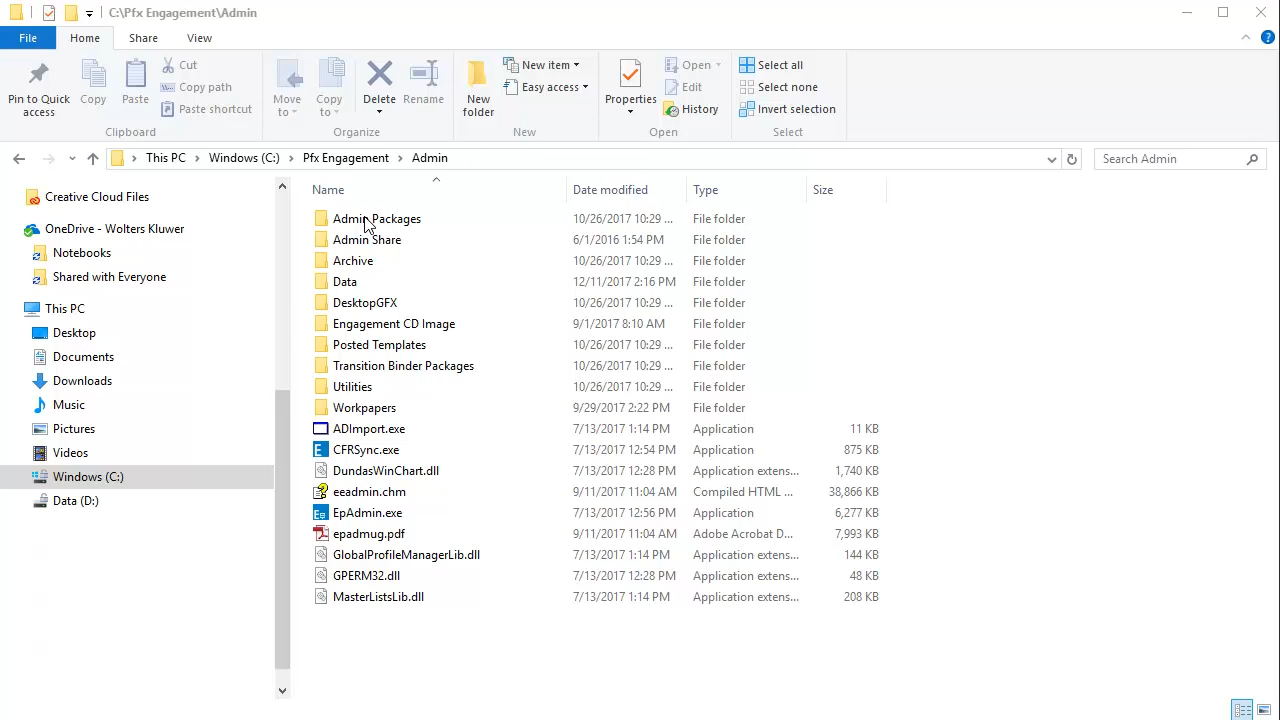 C:\Pfx Engagement\Admin
File Home Share View
Pin to Quick access
Copy
Paste
Cut
Copy path
Paste shortcut
Clipboard
Move to
Copy to
Delete
Rename
Organize
New folder
New item
Easy access
New
Properties
Open
Edit
History
Open
Select all
Select none
Invert selection
Select
This PC > Windows (C:) > Pfx Engagement > Admin
Search Admin
Creative Cloud Files
OneDrive - Wolters Kluwer
Notebooks
Shared with Everyone
This PC
Desktop
Documents
Downloads
Music
Pictures
Videos
Windows (C:)
Data (D:)
Name Date modified Type Size
Admin Packages 10/26/2017 10:29 ... File folder
Admin Share 6/1/2016 1:54 PM File folder
Archive 10/26/2017 10:29 ... File folder
Data 12/11/2017 2:16 PM File folder
DesktopGFX 10/26/2017 10:29 ... File folder
Engagement CD Image 9/1/2017 8:10 AM File folder
Posted Templates 10/26/2017 10:29 ... File folder
Transition Binder Packages 10/26/2017 10:29 ... File folder
Utilities 10/26/2017 10:29 ... File folder
Workpapers 9/29/2017 2:22 PM File folder
ADImport.exe 7/13/2017 1:14 PM Application 11 KB
CFRSync.exe 7/13/2017 12:54 PM Application 875 KB
DundasWinChart.dll 7/13/2017 12:28 PM Application extens... 1,740 KB
eeadmin.chm 9/11/2017 11:04 AM Compiled HTML ... 38,866 KB
EpAdmin.exe 7/13/2017 12:56 PM Application 6,277 KB
epadmug.pdf 9/11/2017 11:04 AM Adobe Acrobat D... 7,993 KB
GlobalProfileManagerLib.dll 7/13/2017 1:14 PM Application extens... 144 KB
GPERM32.dll 7/13/2017 12:28 PM Application extens... 48 KB
MasterListsLib.dll 7/13/2017 1:14 PM Application extens... 208 KB